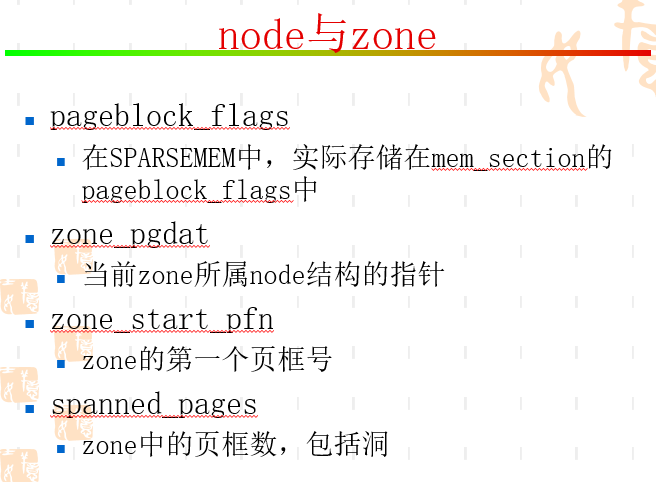 node与zone
pageblock_flags
在SPARSEMEM中，实际存储在mem_section的
pageblock_flags中
zone_pgdat
当前zone所属node结构的指针
zone_start_pfn
zone的第一个页框号
spanned_pages
zone中的页框数，包括洞